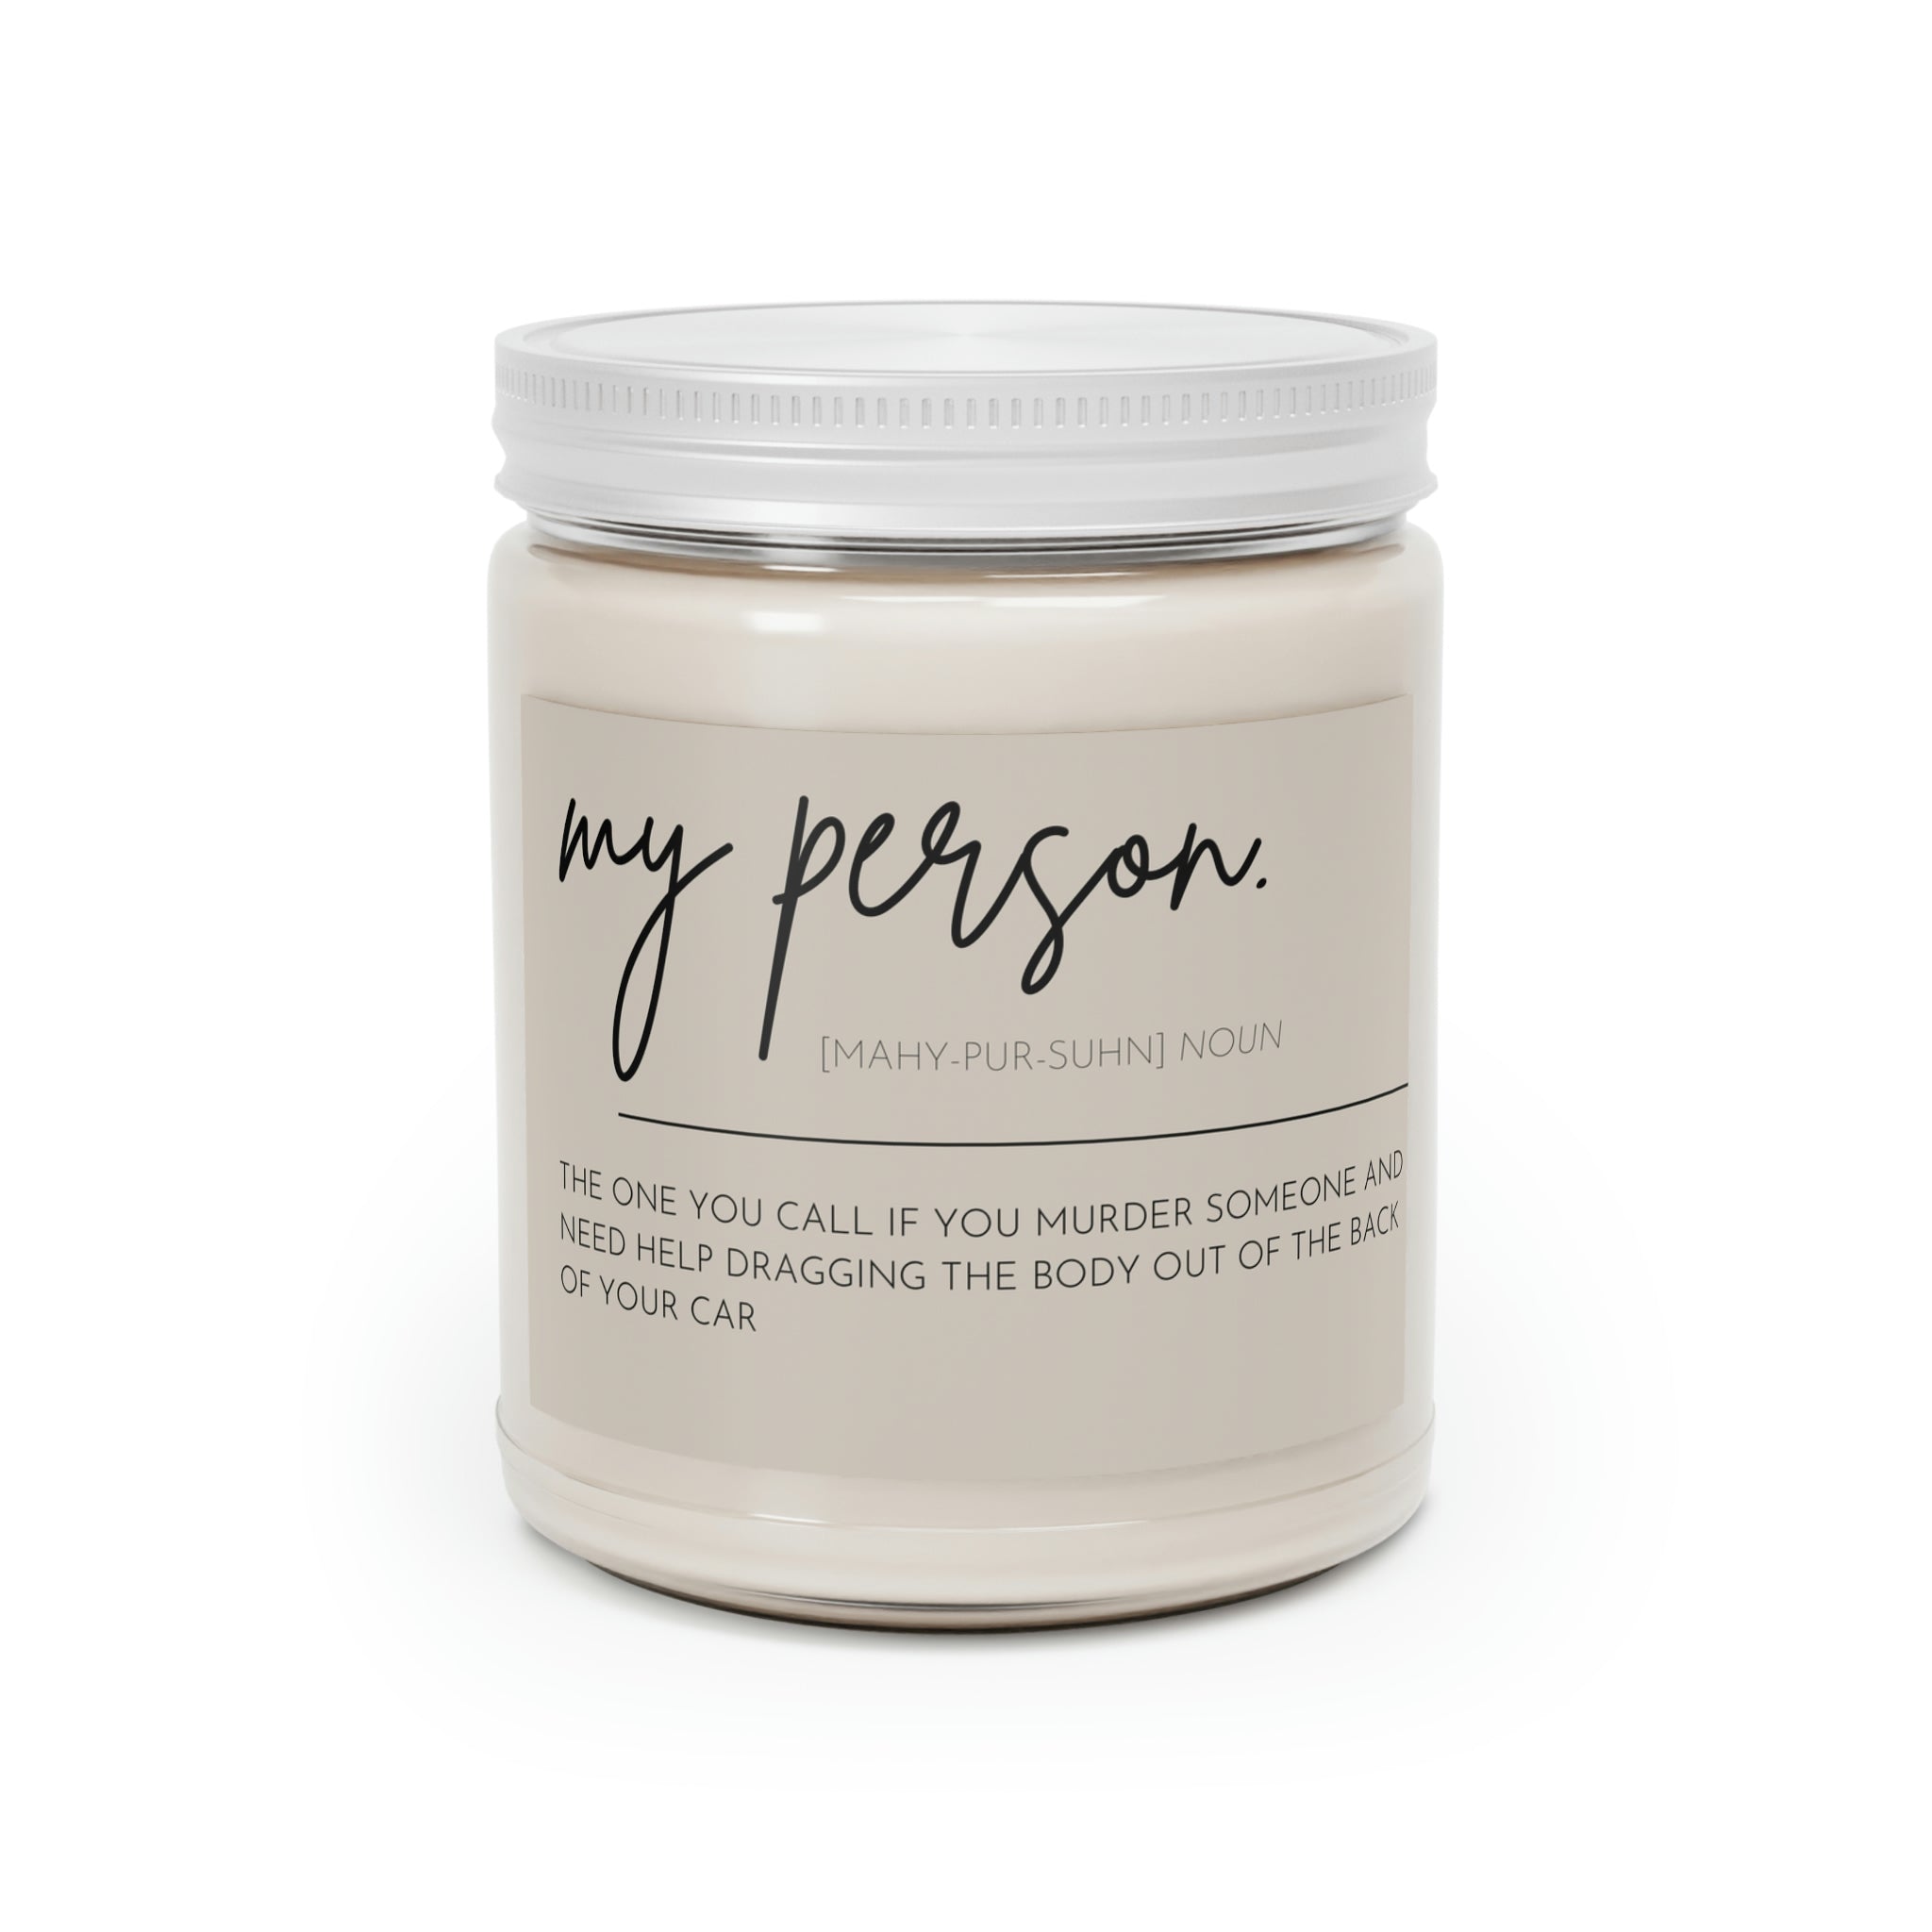 my person.
[MAHY-PUR-SUHN] NOUN
THE ONE YOU CALL IF YOU MURDER SOMEONE AND
NEED HELP DRAGGING THE BODY OUT OF THE BACK
OF YOUR CAR